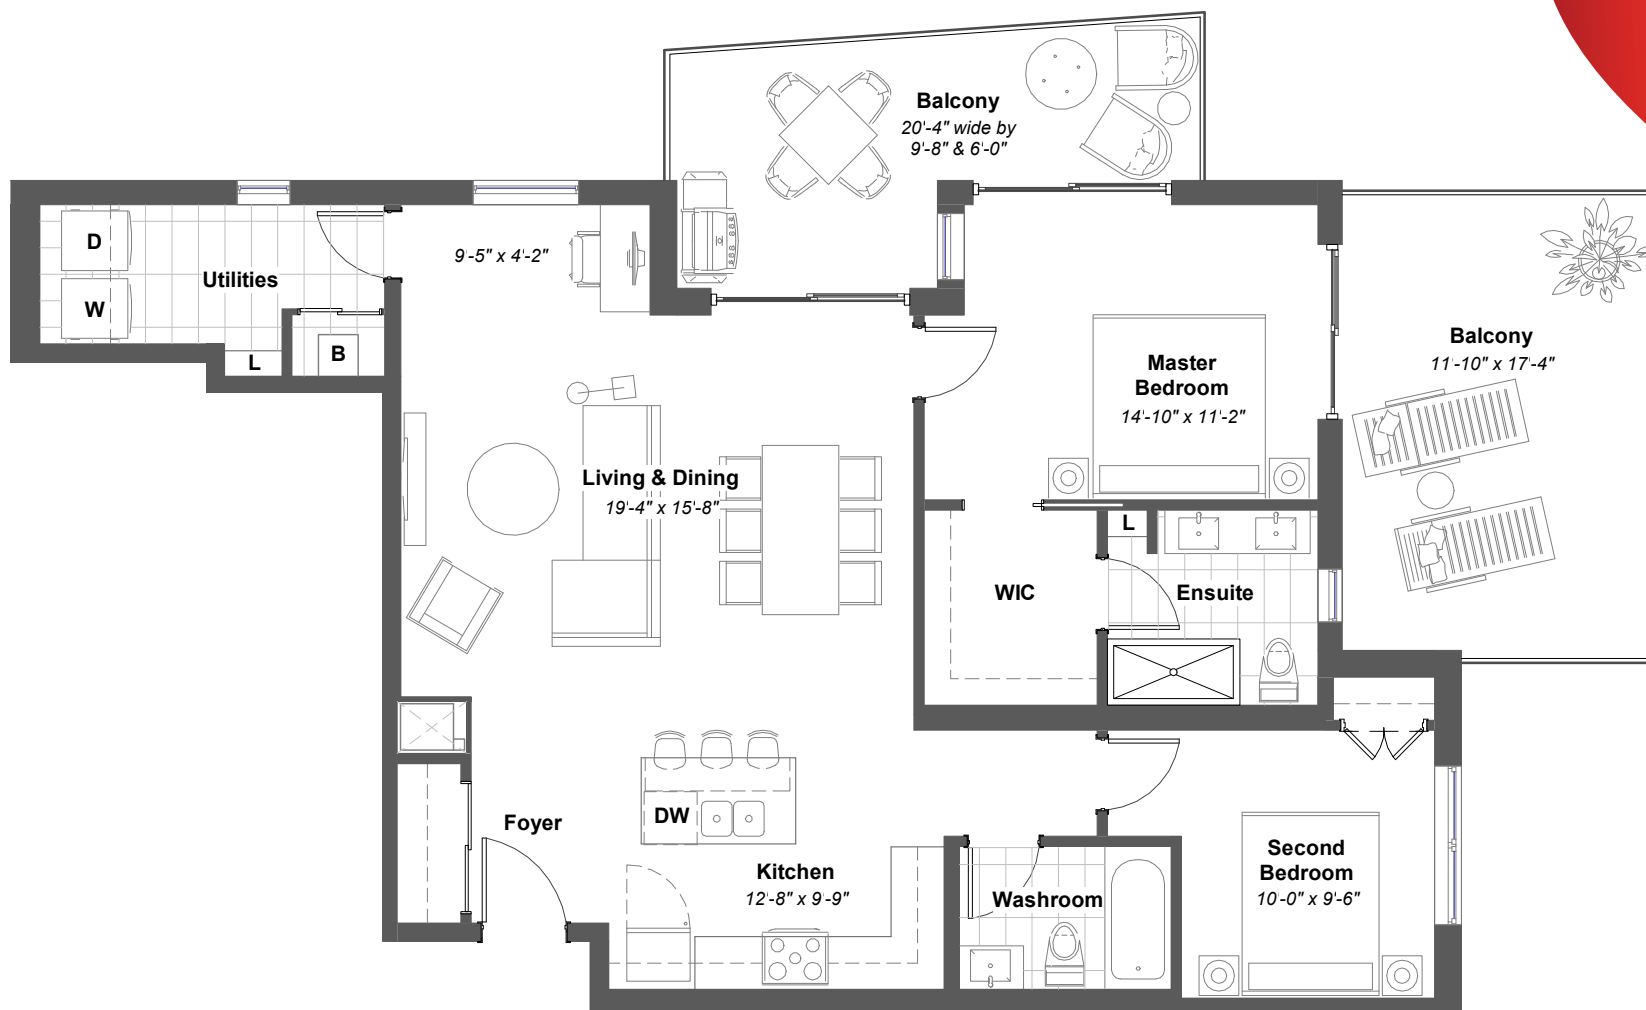 Balcony
20'-4" wide by
9'-8" & 6'-0"
D
W
Utilities
L
B
9'-5" x 4'-2"
Master
Bedroom
14'-10" x 11'-2"
Balcony
11'-10" x 17'-4"
Living & Dining
19'-4" x 15'-8"
WIC
L
Ensuite
Foyer
DW
Kitchen
12'-8" x 9'-9"
Washroom
Second
Bedroom
10'-0" x 9'-6"